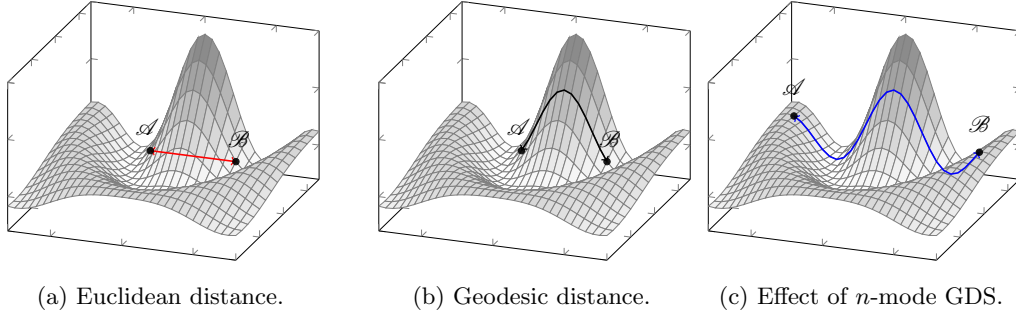 𝒜
ℬ
𝒜
ℬ
𝒜
ℬ
(a) Euclidean distance.
(b) Geodesic distance.
(c) Effect of n-mode GDS.